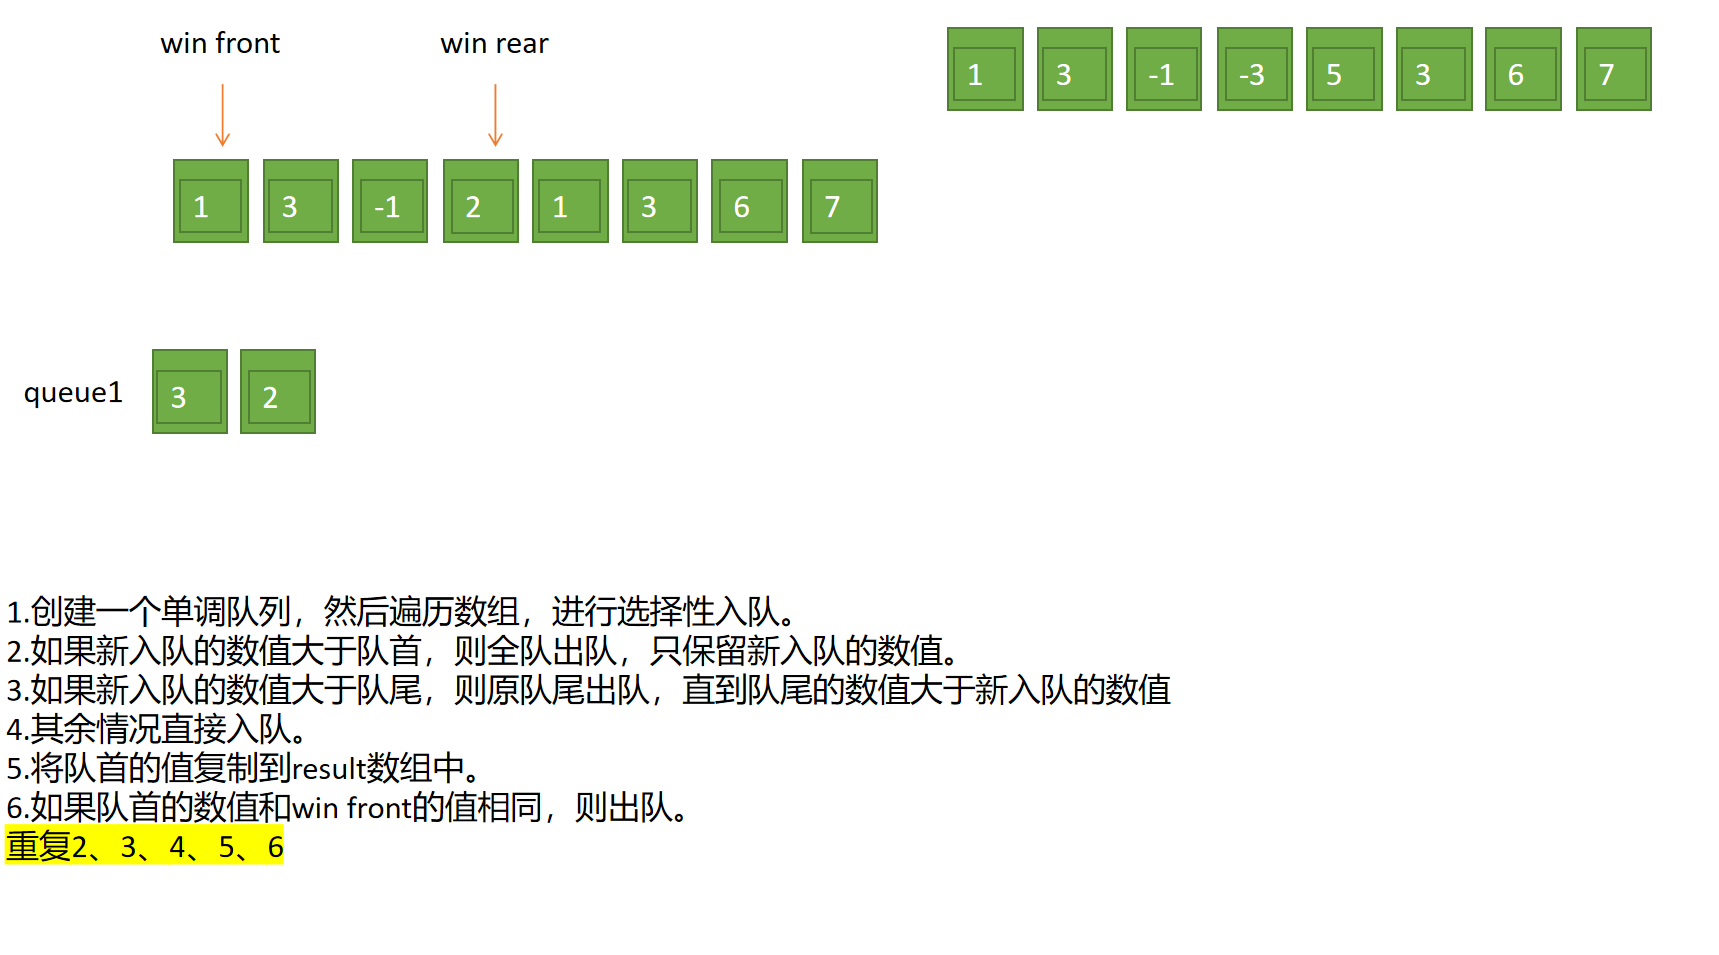 win front win rear
1 3 -1 -3 5 3 6 7
1 3 -1 2 1 3 6 7
queue1 3 2
1.创建一个单调队列，然后遍历数组，进行选择性入队。
2.如果新入队的数值大于队首，则全队出队，只保留新入队的数值。
3.如果新入队的数值大于队尾，则原队尾出队，直到队尾的数值大于新入队的数值
4.其余情况直接入队。
5.将队首的值复制到result数组中。
6.如果队首的数值和win front的值相同，则出队。
重复2、3、4、5、6